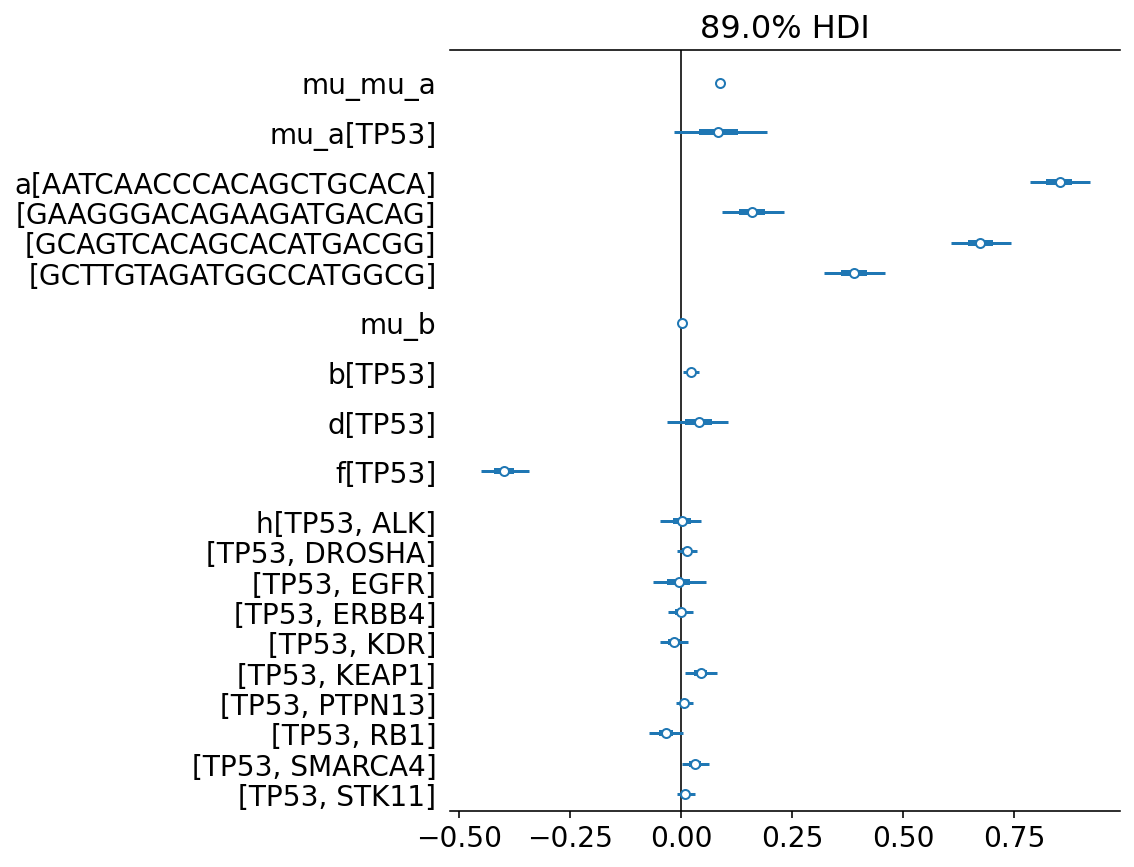 89.0% HDI
mu_mu_a
mu_a[TP53]
a[AATCAACCCACAGCTGCACA]
[GAAGGGACAGAAGATGACAG]
[GCAGTCACAGCACATGACGG]
[GCTTGTAGATGGCCATGGCG]
mu_b
b[TP53]
d[TP53]
f[TP53]
h[TP53, ALK]
[TP53, DROSHA]
[TP53, EGFR]
[TP53, ERBB4]
[TP53, KDR]
[TP53, KEAP1]
[TP53, PTPN13]
[TP53, RB1]
[TP53, SMARCA4]
[TP53, STK11]
−0.50 −0.25 0.00 0.25 0.50 0.75